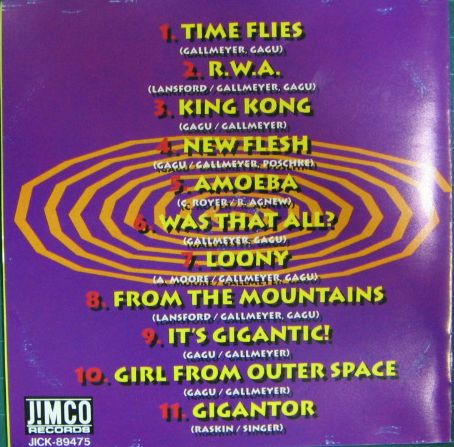 1. TIME FLIES
(GALLMEYER, GAGU)
2. R.W.A.
(LANSFORD / GALLMEYER, GAGU)
3. KING KONG
(GAGU / GALLMEYER)
4. NEW FLESH
(GAGU / GALLMEYER, POSCHKE)
5. AMOEBA
(C. ROYER / R. AGNEW)
6. WAS THAT ALL?
(GALLMEYER, GAGU)
7. LOONY
(A. MOORE / GALLMEYER, GAGU)
8. FROM THE MOUNTAINS
(LANSFORD / GALLMEYER, GAGU)
9. IT'S GIGANTIC!
(GAGU / GALLMEYER)
10. GIRL FROM OUTER SPACE
(GAGU / GALLMEYER)
11. GIGANTOR
(RASKIN / SINGER)
J!MCO
RECORDS
JICK-89475